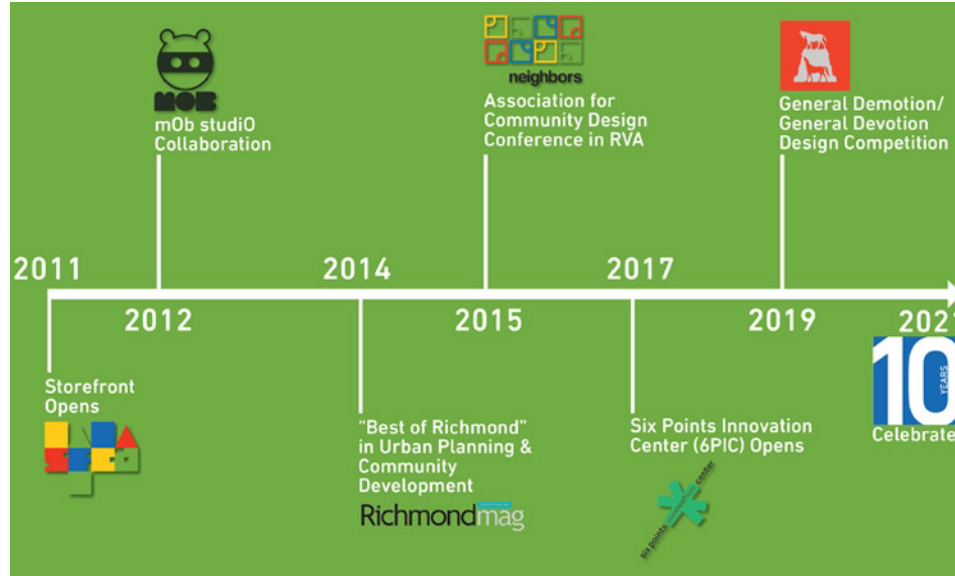 MOB
mOb studiO
Collaboration
neighbors
Association for
Community Design
Conference in RVA
General Demotion/
General Devotion
Design Competition
2011
2014
2017
2012
2015
2019
2021
Storefront
Opens
"Best of Richmond"
in Urban Planning &
Community
Development
Richmondmag
Six Points Innovation
Center (6PIC) Opens
six points innovation center
10
YEARS
Celebrate